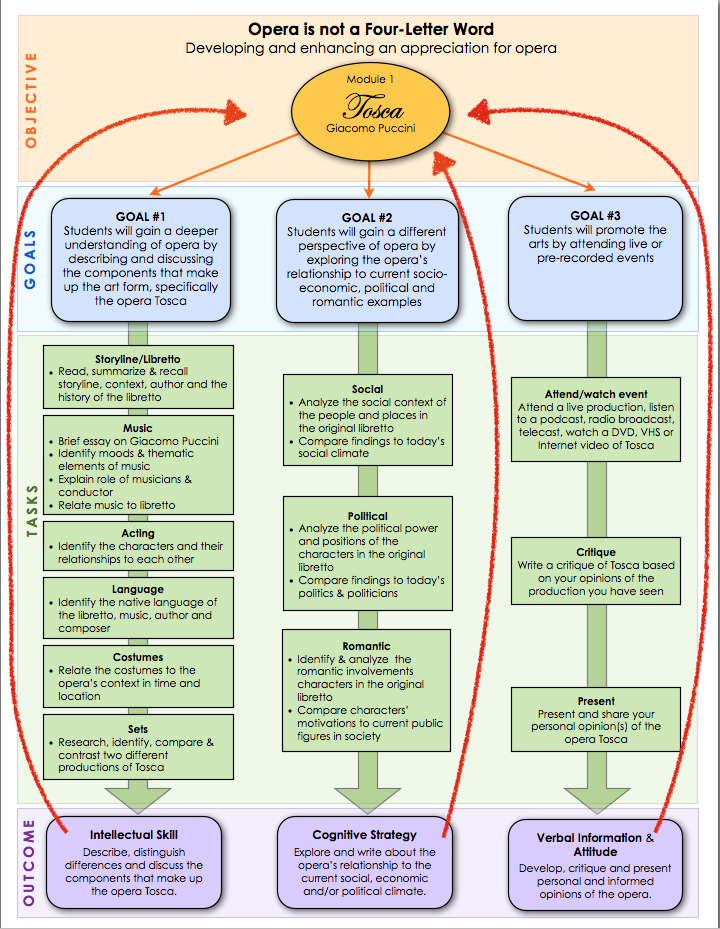 Opera is not a Four-Letter Word
Developing and enhancing an appreciation for opera
OBJECTIVE
Module 1
Tosca
Giacomo Puccini
GOALS
GOAL #1
Students will gain a deeper
understanding of opera by
describing and discussing
the components that make
up the art form, specifically
the opera Tosca
GOAL #2
Students will gain a different
perspective of opera by
exploring the opera's
relationship to current socio-
economic, political and
romantic examples
GOAL #3
Students will promote the
arts by attending live or
pre-recorded events
TASKS
Storyline/Libretto
• Read, summarize & recall
storyline, context, author and the
history of the libretto
Music
• Brief essay on Giacomo Puccini
• Identify moods & thematic
elements of music
• Explain role of musicians &
conductor
• Relate music to libretto
Acting
• Identify the characters and their
relationships to each other
Language
• Identify the native language of
the libretto, music, author and
composer
Costumes
• Relate the costumes to the
opera's context in time and
location
Sets
• Research, identify, compare &
contrast two different
productions of Tosca
Social
• Analyze the social context of
the people and places in
the original libretto
• Compare findings to today's
social climate
Political
• Analyze the political power
and positions of the
characters in the original
libretto
• Compare findings to today's
politics & politicians
Romantic
• Identify & analyze the
romantic involvements
characters in the original
libretto
• Compare characters'
motivations to current public
figures in society
Attend/watch event
Attend a live production, listen
to a podcast, radio broadcast,
telecast, watch a DVD, VHS or
Internet video of Tosca
Critique
Write a critique of Tosca based
on your opinions of the
production you have seen
Present
Present and share your
personal opinion(s) of the
opera Tosca
OUTCOME
Intellectual Skill
Describe, distinguish
differences and discuss the
components that make up
the opera Tosca.
Cognitive Strategy
Explore and write about the
opera's relationship to the
current social, economic
and/or political climate.
Verbal Information &
Attitude
Develop, critique and present
personal and informed
opinions of the opera.